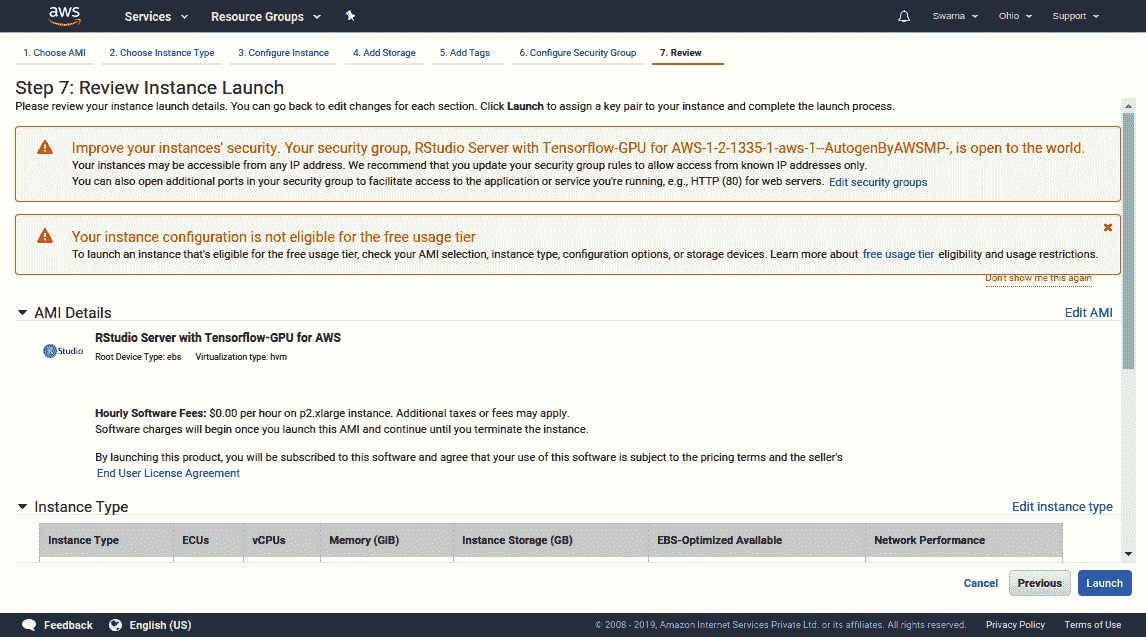 aws Services Resource Groups Swarna Ohio Support
1. Choose AMI 2. Choose Instance Type 3. Configure Instance 4. Add Storage 5. Add Tags 6. Configure Security Group 7. Review
Step 7: Review Instance Launch
Please review your instance launch details. You can go back to edit changes for each section. Click Launch to assign a key pair to your instance and complete the launch process.
Improve your instances' security. Your security group, RStudio Server with Tensorflow-GPU for AWS-1-2-1335-1-aws-1--AutogenByAWSMP-, is open to the world.
Your instances may be accessible from any IP address. We recommend that you update your security group rules to allow access from known IP addresses only.
You can also open additional ports in your security group to facilitate access to the application or service you're running, e.g., HTTP (80) for web servers. Edit security groups
Your instance configuration is not eligible for the free usage tier
To launch an instance that's eligible for the free usage tier, check your AMI selection, instance type, configuration options, or storage devices. Learn more about free usage tier eligibility and usage restrictions.
Don't show me this again
AMI Details Edit AMI
RStudio Server with Tensorflow-GPU for AWS
R Studio Root Device Type: ebs Virtualization type: hvm
Hourly Software Fees: $0.00 per hour on p2.xlarge instance. Additional taxes or fees may apply.
Software charges will begin once you launch this AMI and continue until you terminate the instance.
By launching this product, you will be subscribed to this software and agree that your use of this software is subject to the pricing terms and the seller's
End User License Agreement
Instance Type Edit instance type
Instance Type ECUs vCPUs Memory (GiB) Instance Storage (GB) EBS-Optimized Available Network Performance
Cancel Previous Launch
Feedback English (US) © 2008 - 2019, Amazon Internet Services Private Ltd. or its affiliates. All rights reserved. Privacy Policy Terms of Use